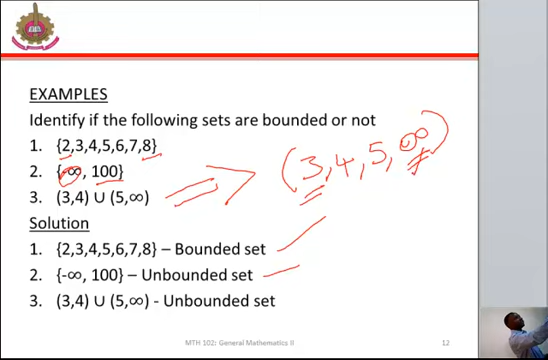 EXAMPLES
Identify if the following sets are bounded or not
1. {2,3,4,5,6,7,8}
2. {-∞, 100}
3. (3,4) ∪ (5,∞)
(3,4,5,∞)
Solution
1. {2,3,4,5,6,7,8} – Bounded set
2. {-∞, 100} – Unbounded set
3. (3,4) ∪ (5,∞) - Unbounded set
MTH 102: General Mathematics II
12